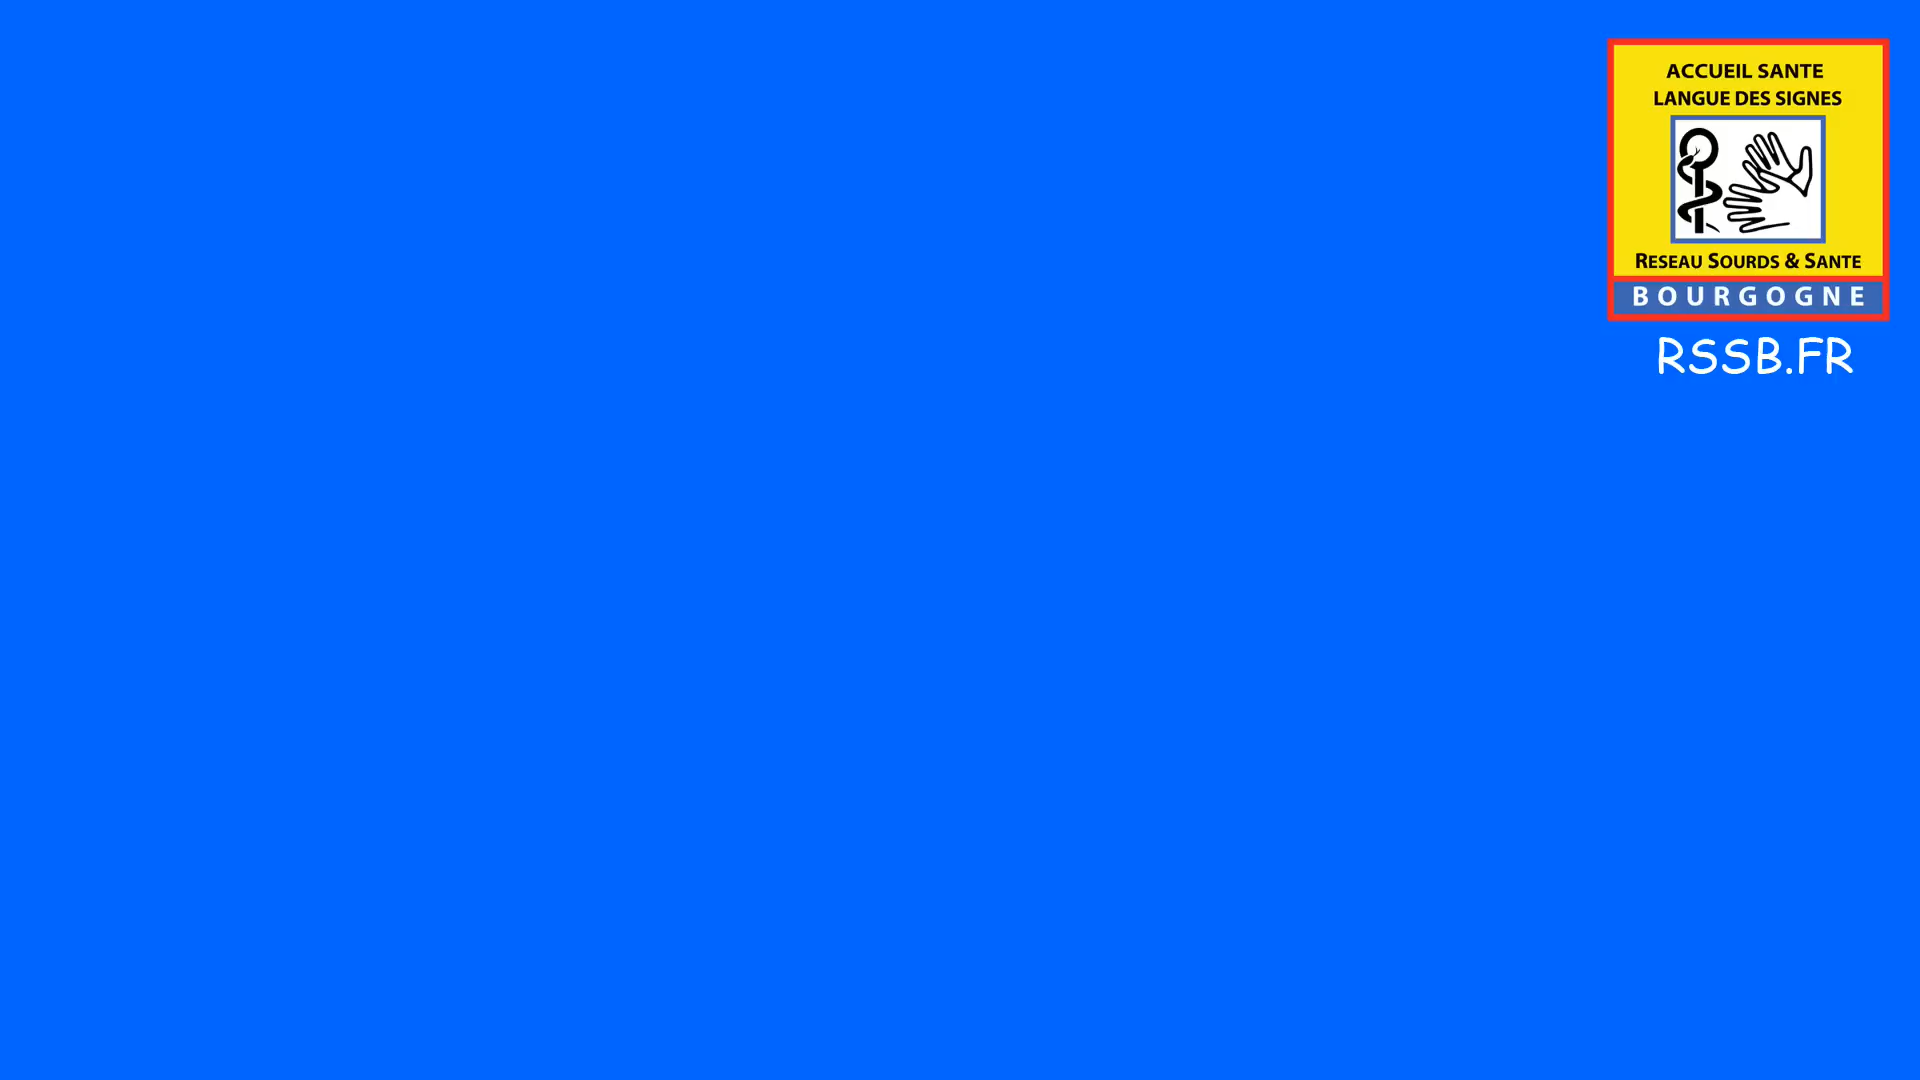 ACCUEIL SANTE
LANGUE DES SIGNES
RESEAU SOURDS & SANTE
BOURGOGNE
RSSB.FR